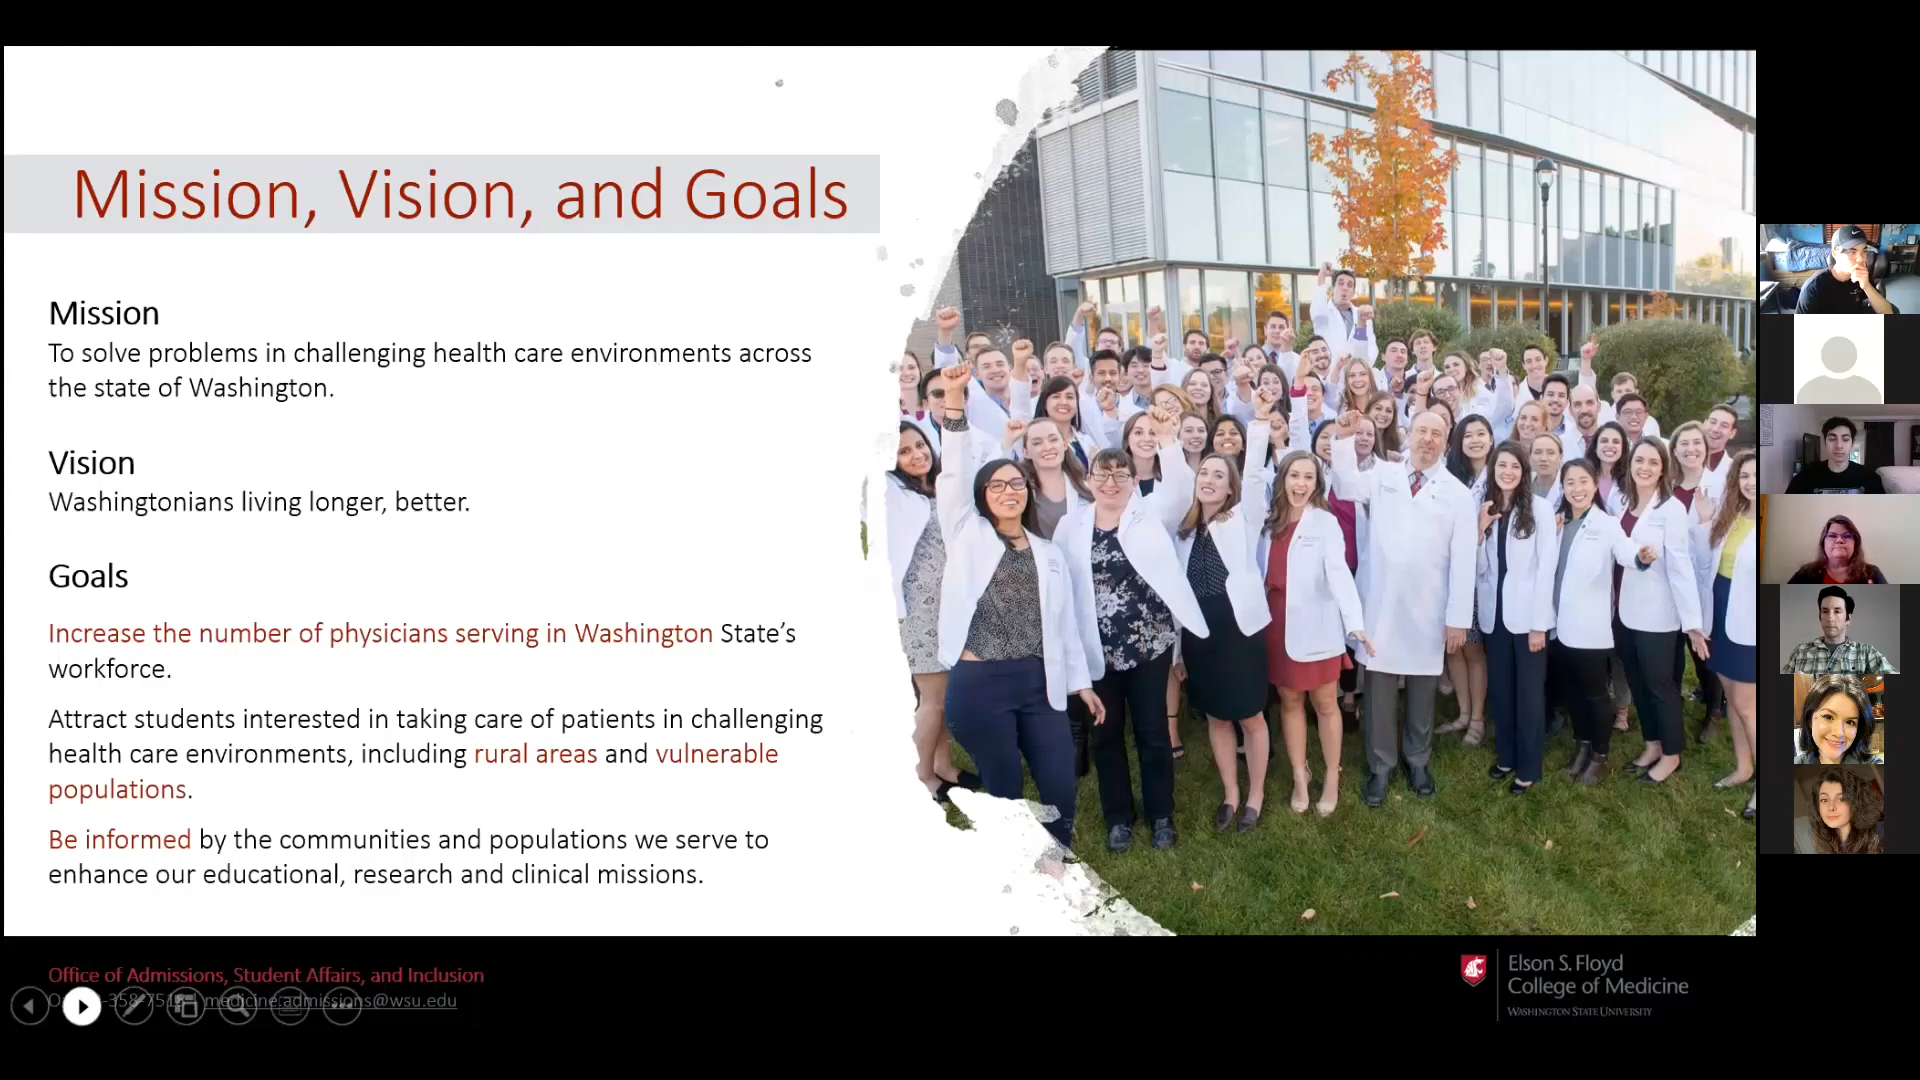 Mission, Vision, and Goals
Mission
To solve problems in challenging health care environments across
the state of Washington.
Vision
Washingtonians living longer, better.
Goals
Increase the number of physicians serving in Washington State’s
workforce.
Attract students interested in taking care of patients in challenging
health care environments, including rural areas and vulnerable
populations.
Be informed by the communities and populations we serve to
enhance our educational, research and clinical missions.
Office of Admissions, Student Affairs, and Inclusion
medicine.admissions@wsu.edu
Elson S. Floyd
College of Medicine
WASHINGTON STATE UNIVERSITY